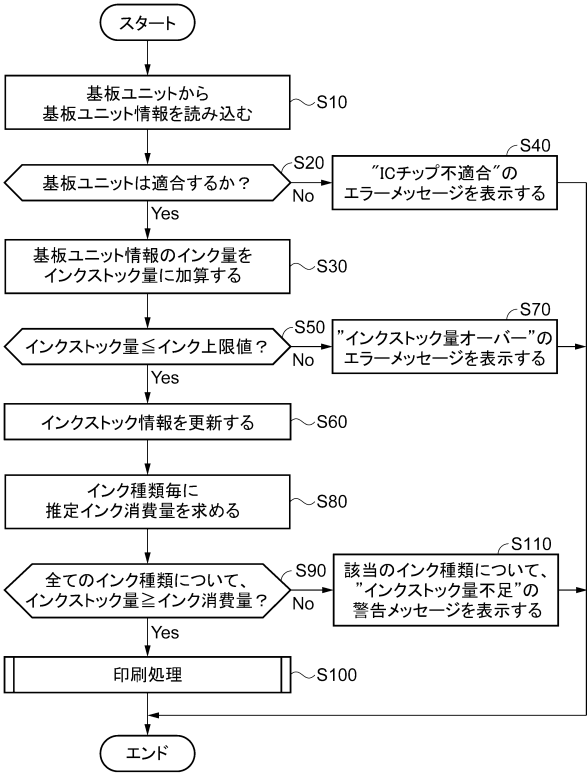 スタート
基板ユニットから
基板ユニット情報を読み込む
S10
基板ユニットは適合するか？
S20
No
Yes
S40
"ICチップ不適合"の
エラーメッセージを表示する
基板ユニット情報のインク量を
インクストック量に加算する
S30
インクストック量≦インク上限値？
S50
No
Yes
S70
”インクストック量オーバー”の
エラーメッセージを表示する
インクストック情報を更新する
S60
インク種類毎に
推定インク消費量を求める
S80
全てのインク種類について、
インクストック量≧インク消費量？
S90
No
Yes
S110
該当のインク種類について、
”インクストック量不足”の
警告メッセージを表示する
印刷処理
S100
エンド